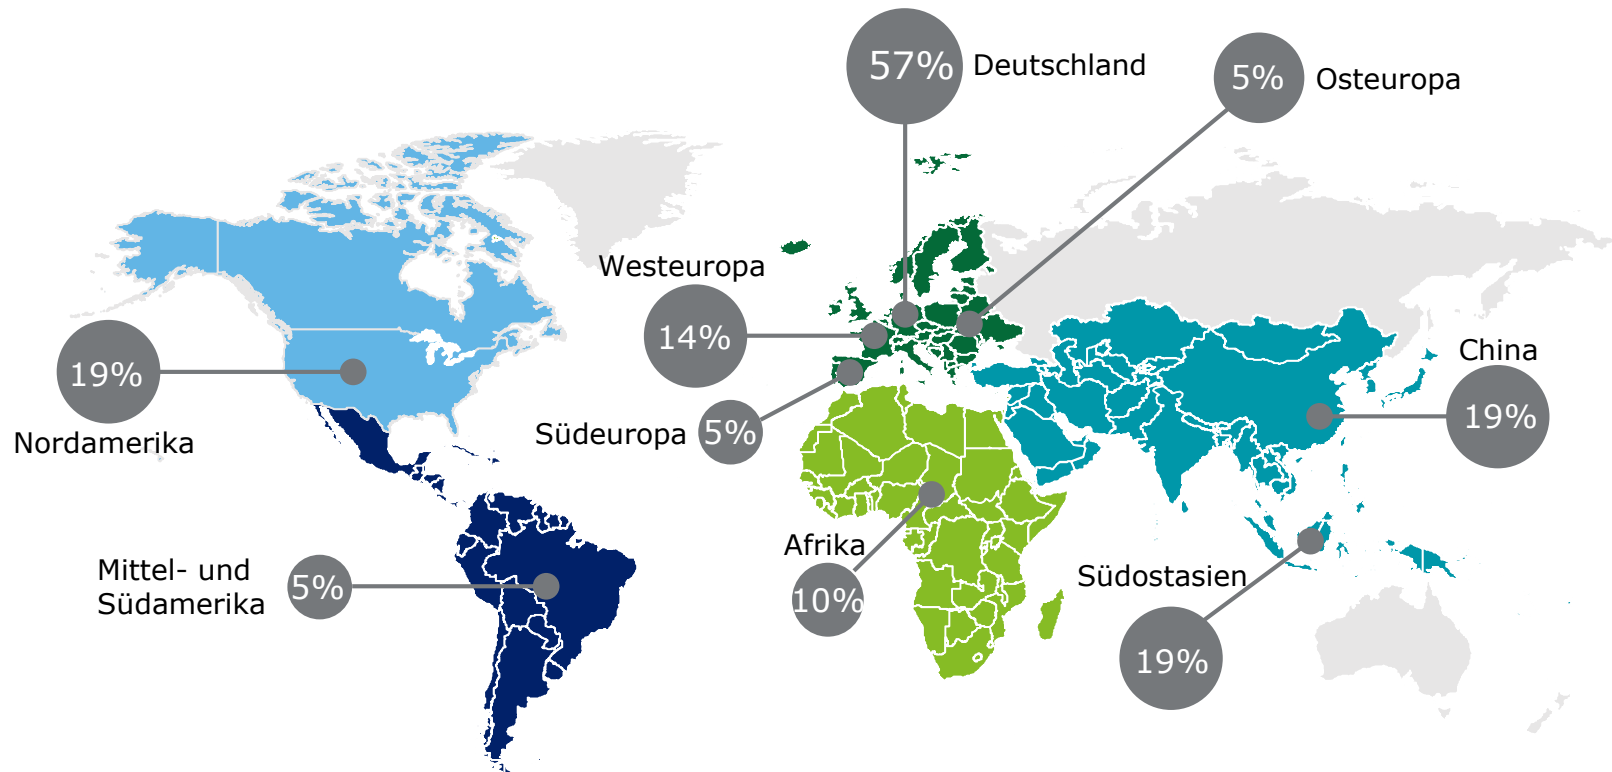 57%
Deutschland
5%
Osteuropa
Westeuropa
14%
19%
Nordamerika
Südeuropa
5%
China
19%
Mittel- und
Südamerika
5%
Afrika
10%
Südostasien
19%